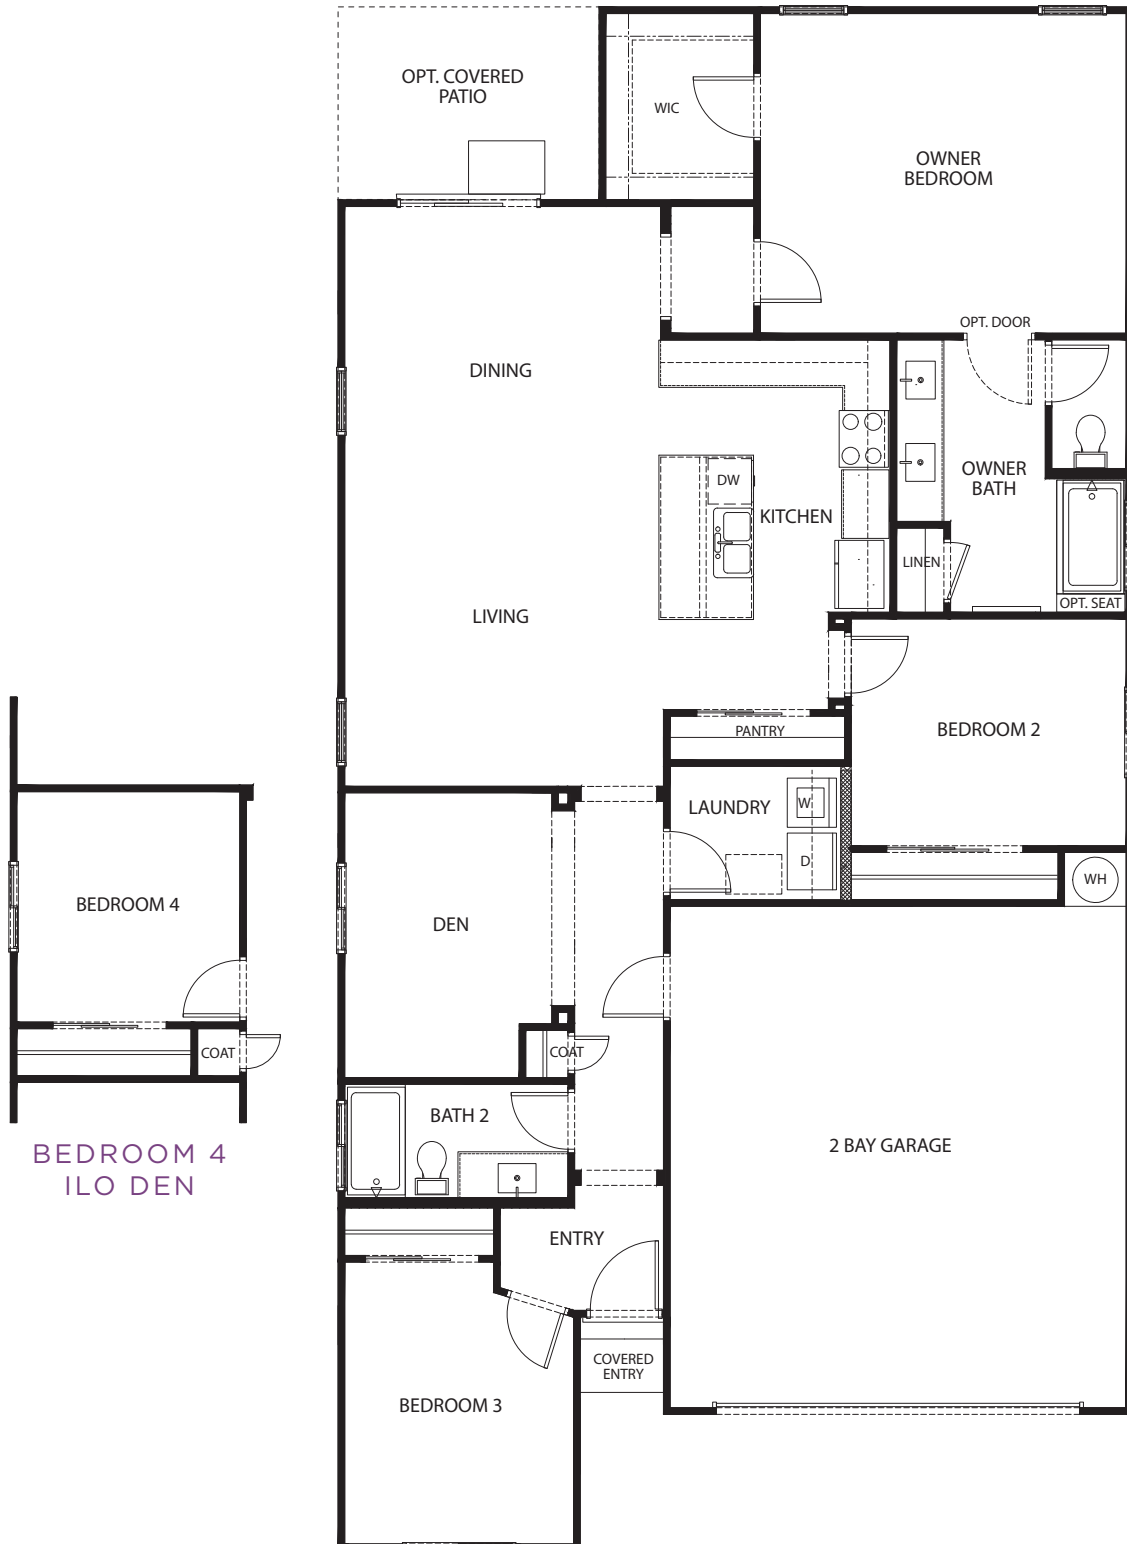 OPT. COVERED
PATIO
WIC
OWNER
BEDROOM
OPT. DOOR
DINING
DW
KITCHEN
OWNER
BATH
LINEN
OPT. SEAT
LIVING
PANTRY
BEDROOM 2
LAUNDRY
W
D
WH
BEDROOM 4
DEN
COAT
COAT
BATH 2
2 BAY GARAGE
BEDROOM 4
ILO DEN
ENTRY
COVERED
ENTRY
BEDROOM 3